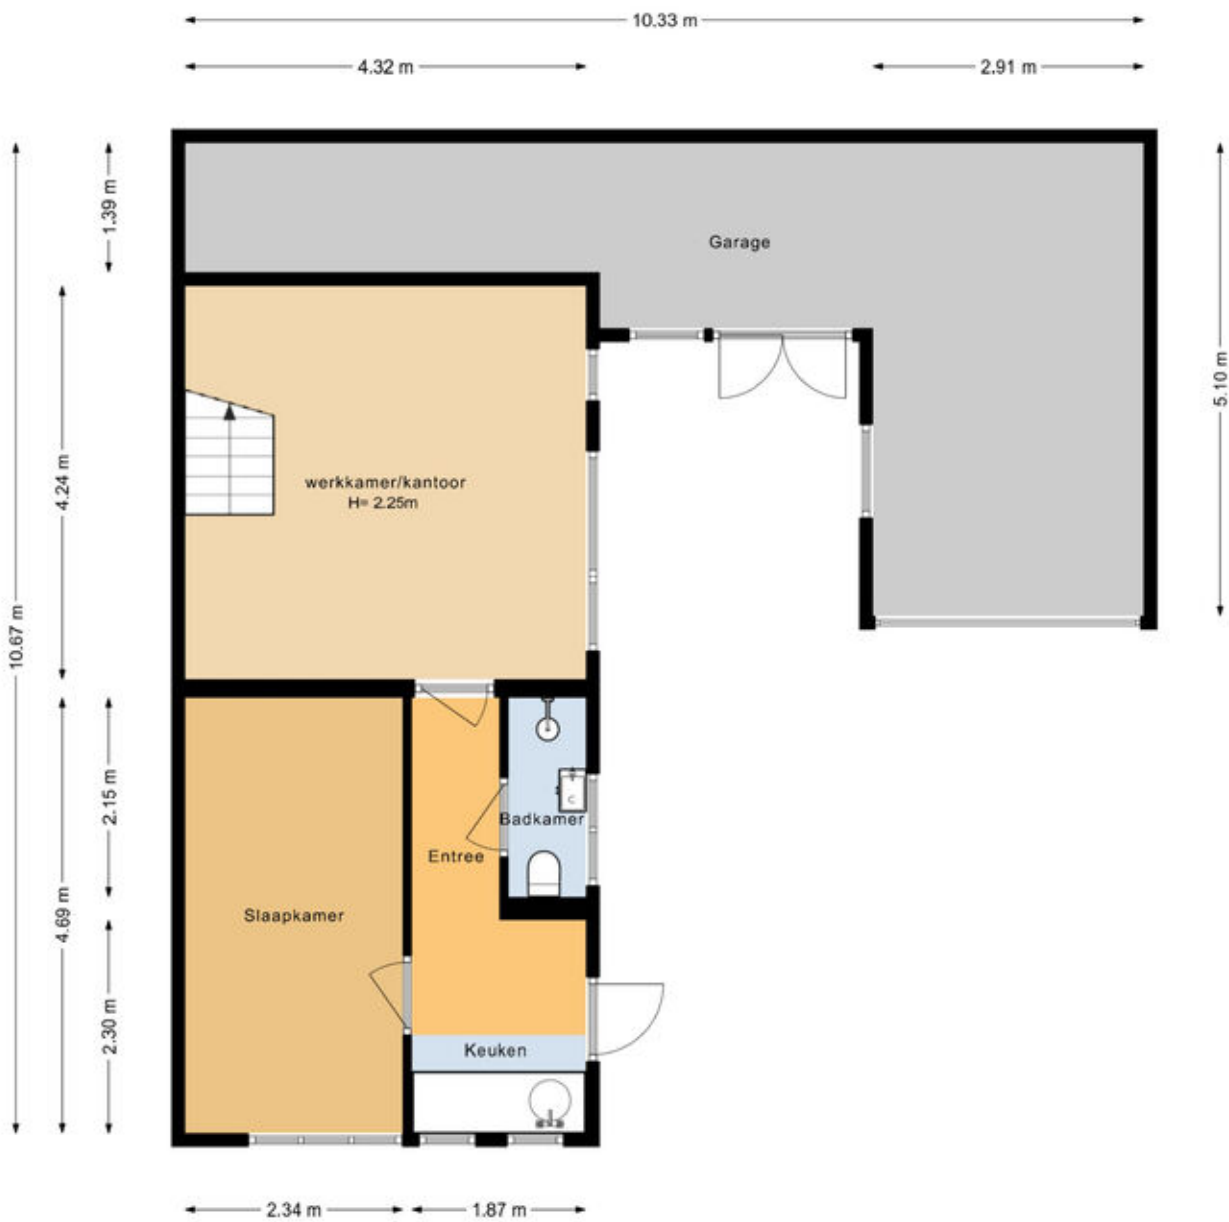 10.33 m
4.32 m
2.91 m
1.39 m
Garage
5.10 m
4.24 m
werkkamer/kantoor
H= 2.25m
10.67 m
2.15 m
Badkamer
Entree
4.69 m
Slaapkamer
2.30 m
Keuken
2.34 m
1.87 m